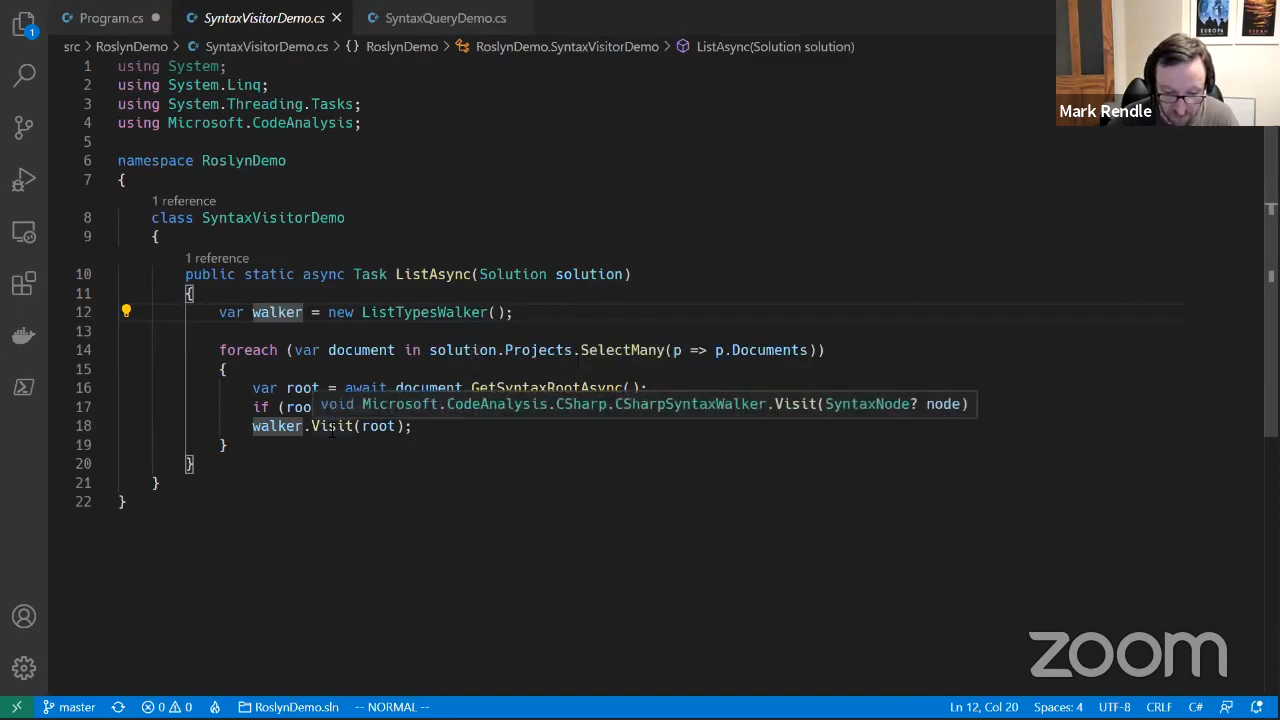 Program.cs
SyntaxVisitorDemo.cs
SyntaxQueryDemo.cs
1
src > RoslynDemo > SyntaxVisitorDemo.cs > {} RoslynDemo > RoslynDemo.SyntaxVisitorDemo > ListAsync(Solution solution)
EUROPA
TITAN
Mark Rendle
1 using System;
2 using System.Linq;
3 using System.Threading.Tasks;
4 using Microsoft.CodeAnalysis;
5
6 namespace RoslynDemo
7 {
1 reference
8 class SyntaxVisitorDemo
9 {
1 reference
10 public static async Task ListAsync(Solution solution)
11 {
12 var walker = new ListTypesWalker();
13
14 foreach (var document in solution.Projects.SelectMany(p => p.Documents))
15 {
16 var root = await document.GetSyntaxRootAsync();
17 if (roo
void Microsoft.CodeAnalysis.CSharp.CSharpSyntaxWalker.Visit(SyntaxNode? node)
18 walker.Visit(root);
19 }
20 }
21 }
22 }
zoom
master
0 0
RoslynDemo.sln
-- NORMAL --
Ln 12, Col 20
Spaces: 4
UTF-8
CRLF
C#